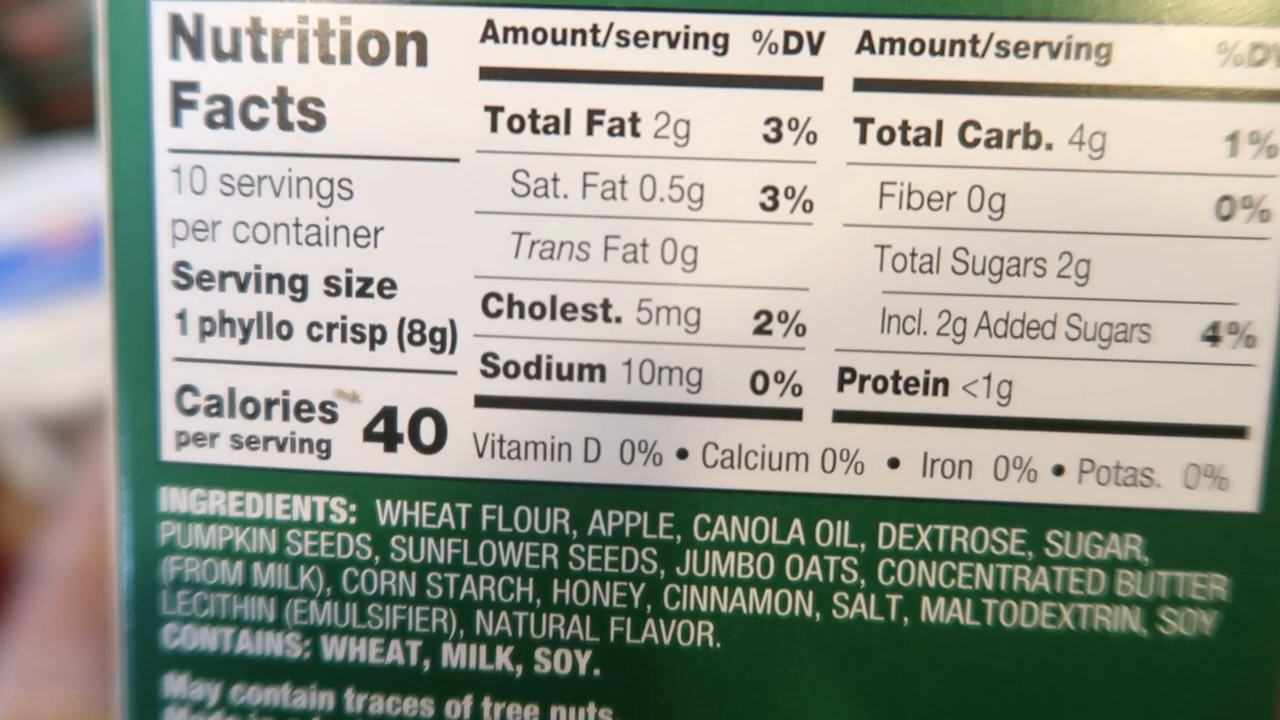 Nutrition
Facts
10 servings
per container
Serving size
1 phyllo crisp (8g)
Calories
per serving
40
Amount/serving %DV
Total Fat 2g 3%
Sat. Fat 0.5g 3%
Trans Fat 0g
Cholest. 5mg 2%
Sodium 10mg 0%
Amount/serving %DV
Total Carb. 4g 1%
Fiber 0g 0%
Total Sugars 2g
Incl. 2g Added Sugars 4%
Protein <1g
Vitamin D 0% • Calcium 0% • Iron 0% • Potas. 0%
INGREDIENTS: WHEAT FLOUR, APPLE, CANOLA OIL, DEXTROSE, SUGAR,
PUMPKIN SEEDS, SUNFLOWER SEEDS, JUMBO OATS, CONCENTRATED BUTTER
(FROM MILK), CORN STARCH, HONEY, CINNAMON, SALT, MALTODEXTRIN, SOY
LECITHIN (EMULSIFIER), NATURAL FLAVOR.
CONTAINS: WHEAT, MILK, SOY.
May contain traces of tree nuts.